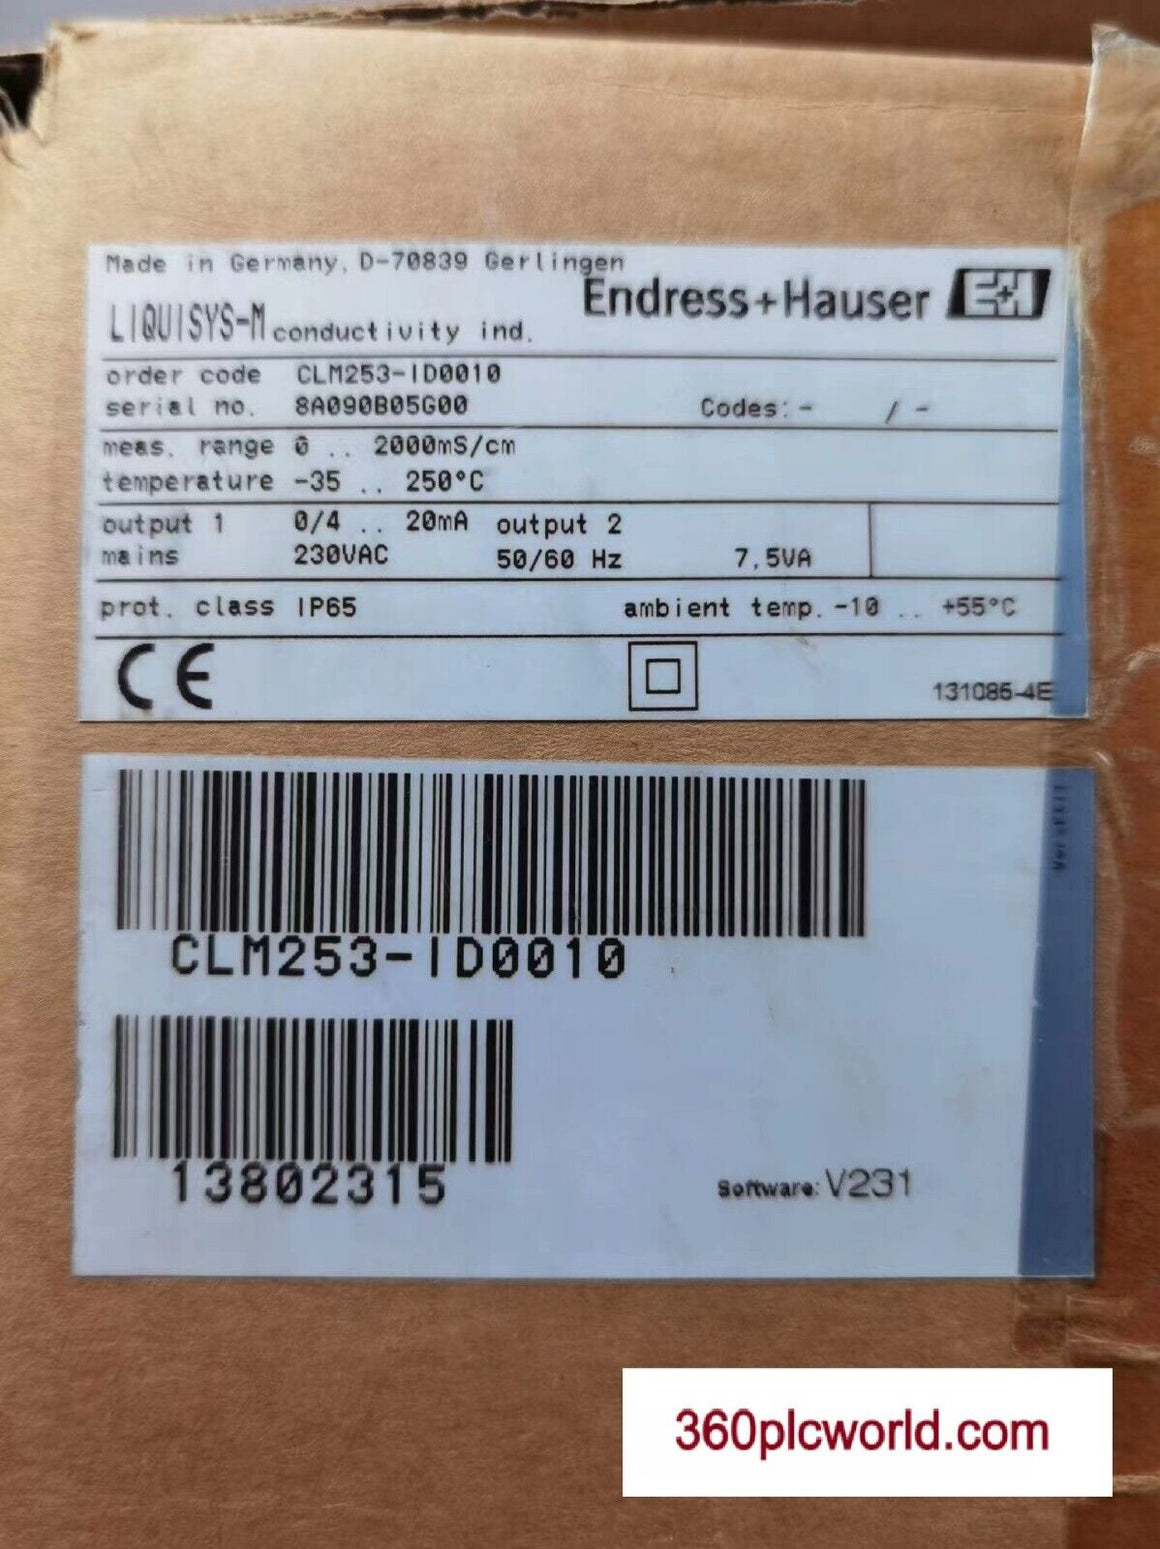 Made in Germany, D-70839 Gerlingen
Endress+Hauser E+H
LIQUISYS-M conductivity ind.
order code CLM253-ID0010
serial no. 8A090B05G00 Codes: - / -
meas. range 0 .. 2000mS/cm
temperature -35 .. 250°C
output 1 0/4 .. 20mA output 2
mains 230VAC 50/60 Hz 7,5VA
prot. class IP65 ambient temp. -10 .. +55°C
CE
131086-4E
CLM253-ID0010
13802315
Software: V231
360plcworld.com